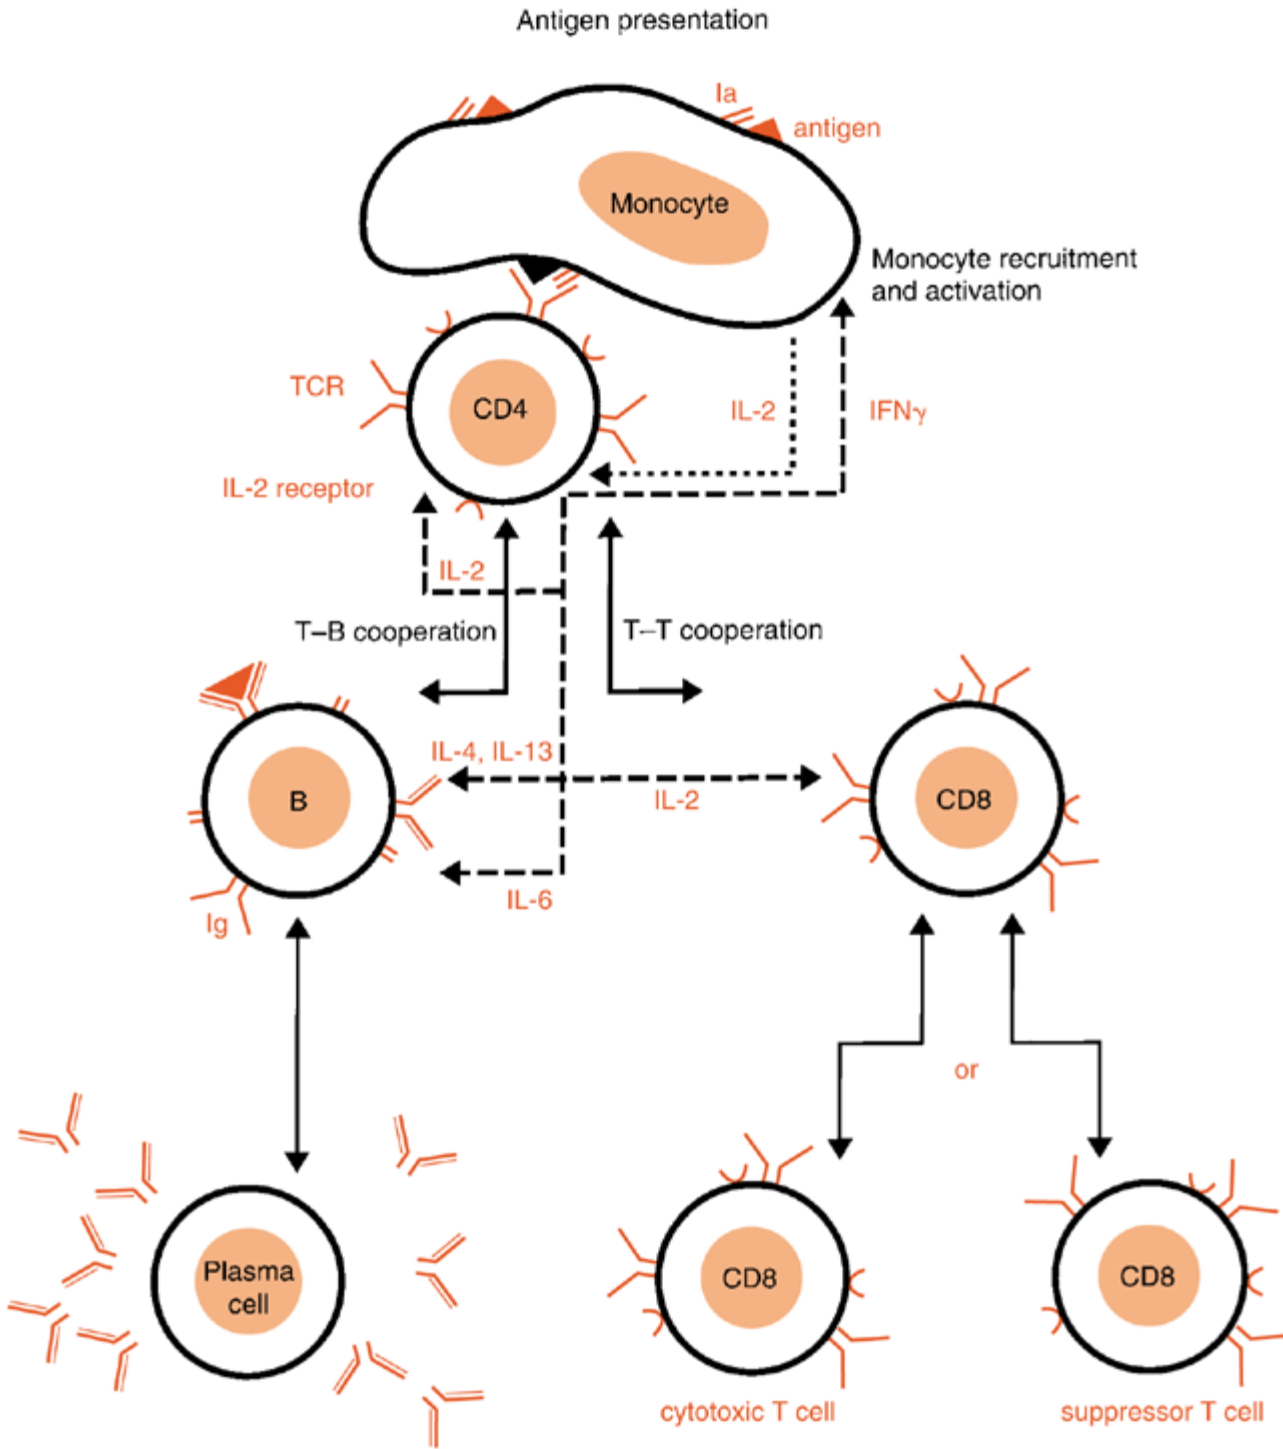 Antigen presentation
Ia
antigen
Monocyte
Monocyte recruitment
and activation
TCR
CD4
IL-2
IFNγ
IL-2 receptor
IL-2
T–B cooperation
T–T cooperation
IL-4, IL-13
IL-2
B
CD8
IL-6
Ig
or
Plasma
cell
CD8
CD8
cytotoxic T cell
suppressor T cell